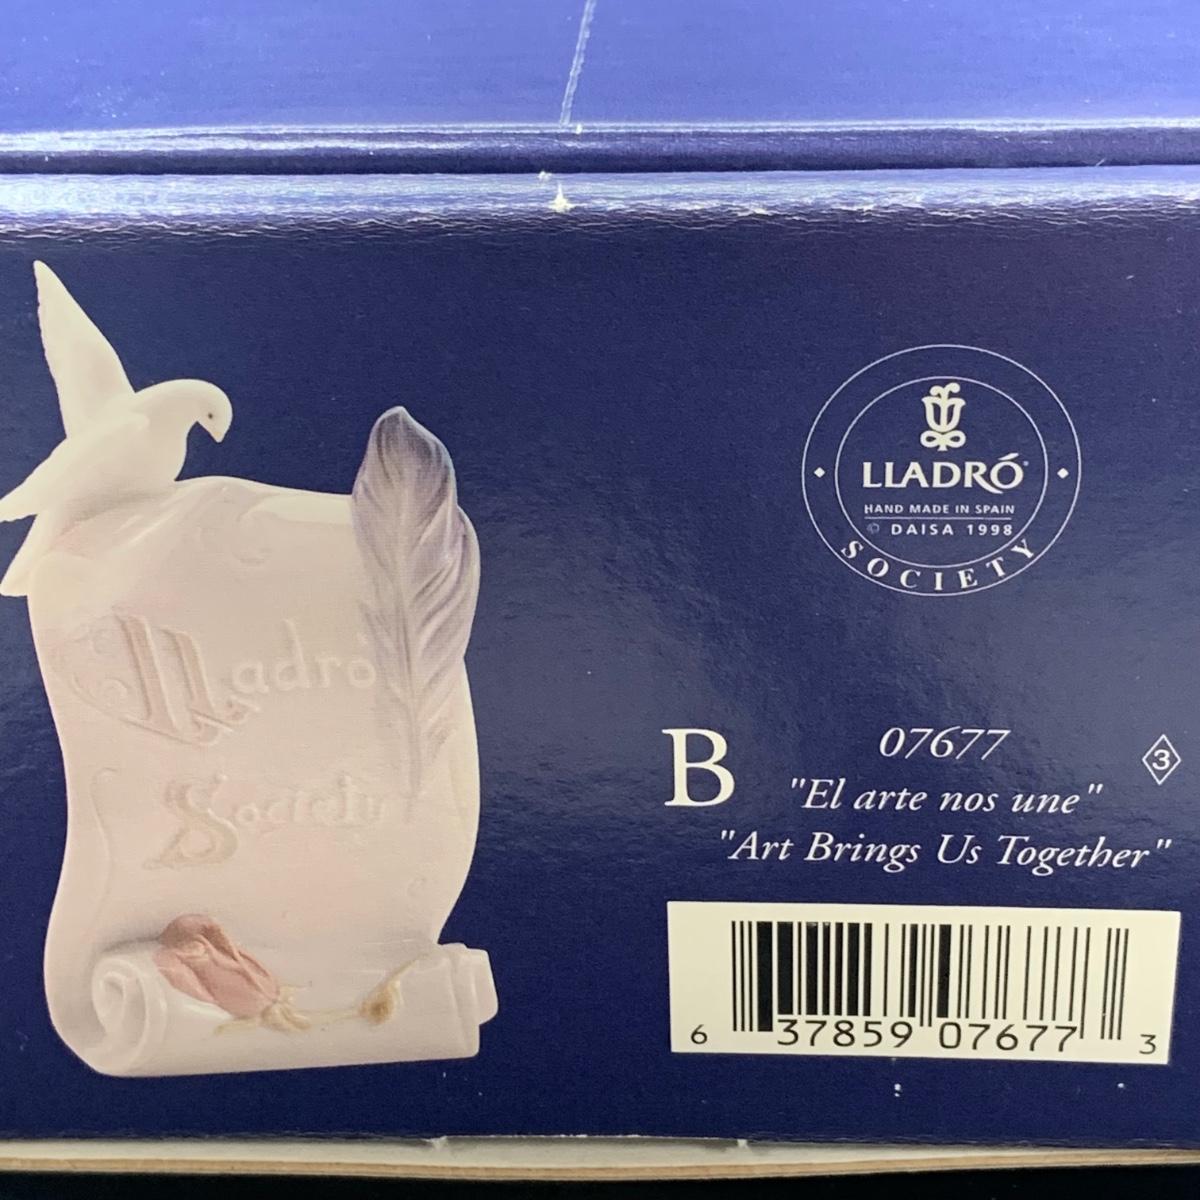 Lladró
Society
LLADRÓ®
HAND MADE IN SPAIN
© DAISA 1998
SOCIETY
B
07677
3
"El arte nos une"
"Art Brings Us Together"
6 37859 07677 3